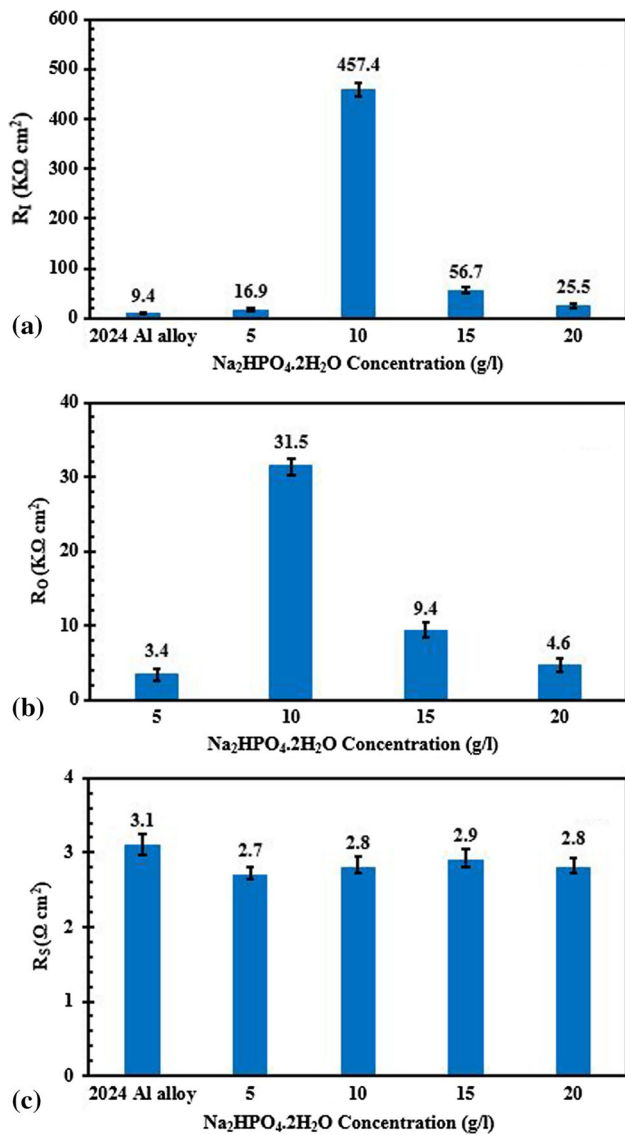 600
500
400
300
200
100
0
R_I (KΩ cm²)
9.4
16.9
457.4
56.7
25.5
2024 Al alloy 5 10 15 20
Na₂HPO₄.2H₂O Concentration (g/l)
(a)
40
30
20
10
0
R_O (KΩ cm²)
3.4
31.5
9.4
4.6
5 10 15 20
Na₂HPO₄.2H₂O Concentration (g/l)
(b)
4
3
2
1
0
R_S (Ω cm²)
3.1
2.7
2.8
2.9
2.8
2024 Al alloy 5 10 15 20
Na₂HPO₄.2H₂O Concentration (g/l)
(c)